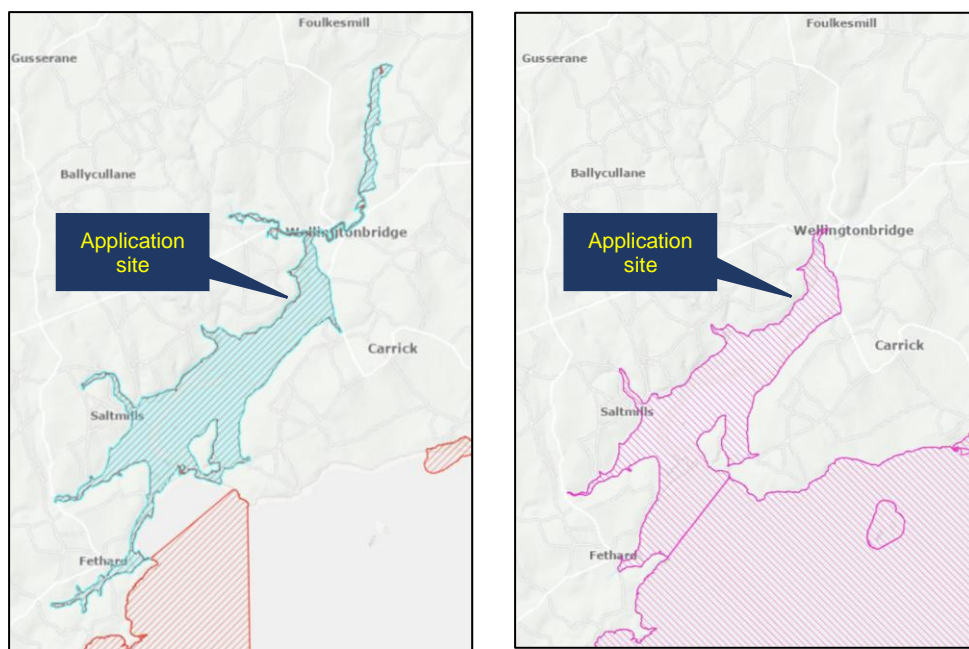 Foulkesmill
Gusserane
Ballycullane
Application
site
Wellingtonbridge
Carrick
Saltmills
Fethard
Foulkesmill
Gusserane
Ballycullane
Application
site
Wellingtonbridge
Carrick
Saltmills
Fethard